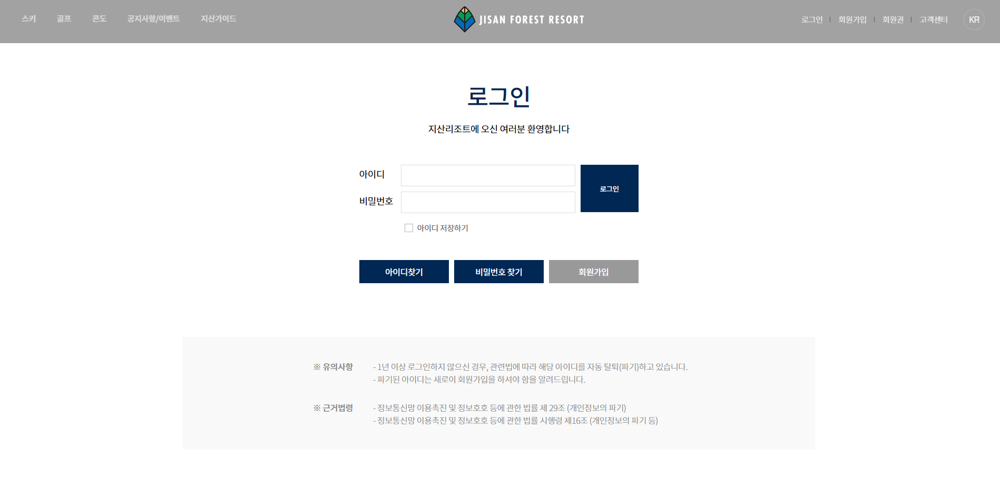 스키 골프 콘도 공지사항/이벤트 지산가이드
JISAN FOREST RESORT
로그인 회원가입 회원권 고객센터 KR
로그인
지산리조트에 오신 여러분 환영합니다
아이디
비밀번호
로그인
아이디 저장하기
아이디찾기 비밀번호 찾기 회원가입
※ 유의사항 - 1년 이상 로그인하지 않으신 경우, 관련법에 따라 해당 아이디를 자동 탈퇴(파기)하고 있습니다.
- 파기된 아이디는 새로이 회원가입을 하셔야 함을 알려드립니다.
※ 근거법령 - 정보통신망 이용촉진 및 정보호호 등에 관한 법률 제 29조 (개인정보의 파기)
- 정보통신망 이용촉진 및 정보호호 등에 관한 법률 시행령 제16조 (개인정보의 파기 등)